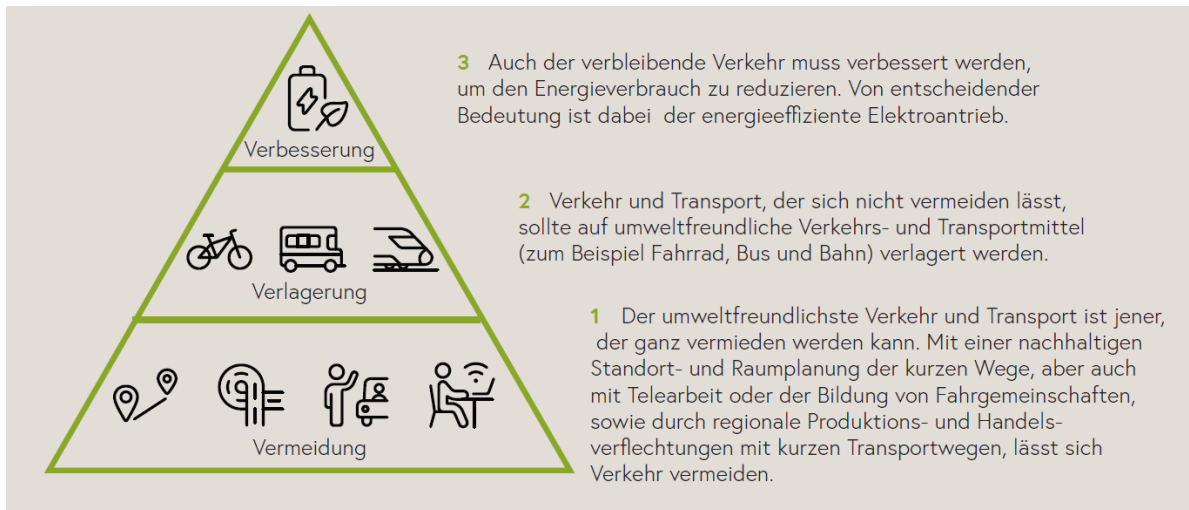 3 Auch der verbleibende Verkehr muss verbessert werden,
um den Energieverbrauch zu reduzieren. Von entscheidender
Bedeutung ist dabei der energieeffiziente Elektroantrieb.
Verbesserung
2 Verkehr und Transport, der sich nicht vermeiden lässt,
sollte auf umweltfreundliche Verkehrs- und Transportmittel
(zum Beispiel Fahrrad, Bus und Bahn) verlagert werden.
Verlagerung
1 Der umweltfreundlichste Verkehr und Transport ist jener,
der ganz vermieden werden kann. Mit einer nachhaltigen
Standort- und Raumplanung der kurzen Wege, aber auch
mit Telearbeit oder der Bildung von Fahrgemeinschaften,
sowie durch regionale Produktions- und Handels-
verflechtungen mit kurzen Transportwegen, lässt sich
Verkehr vermeiden.
Vermeidung